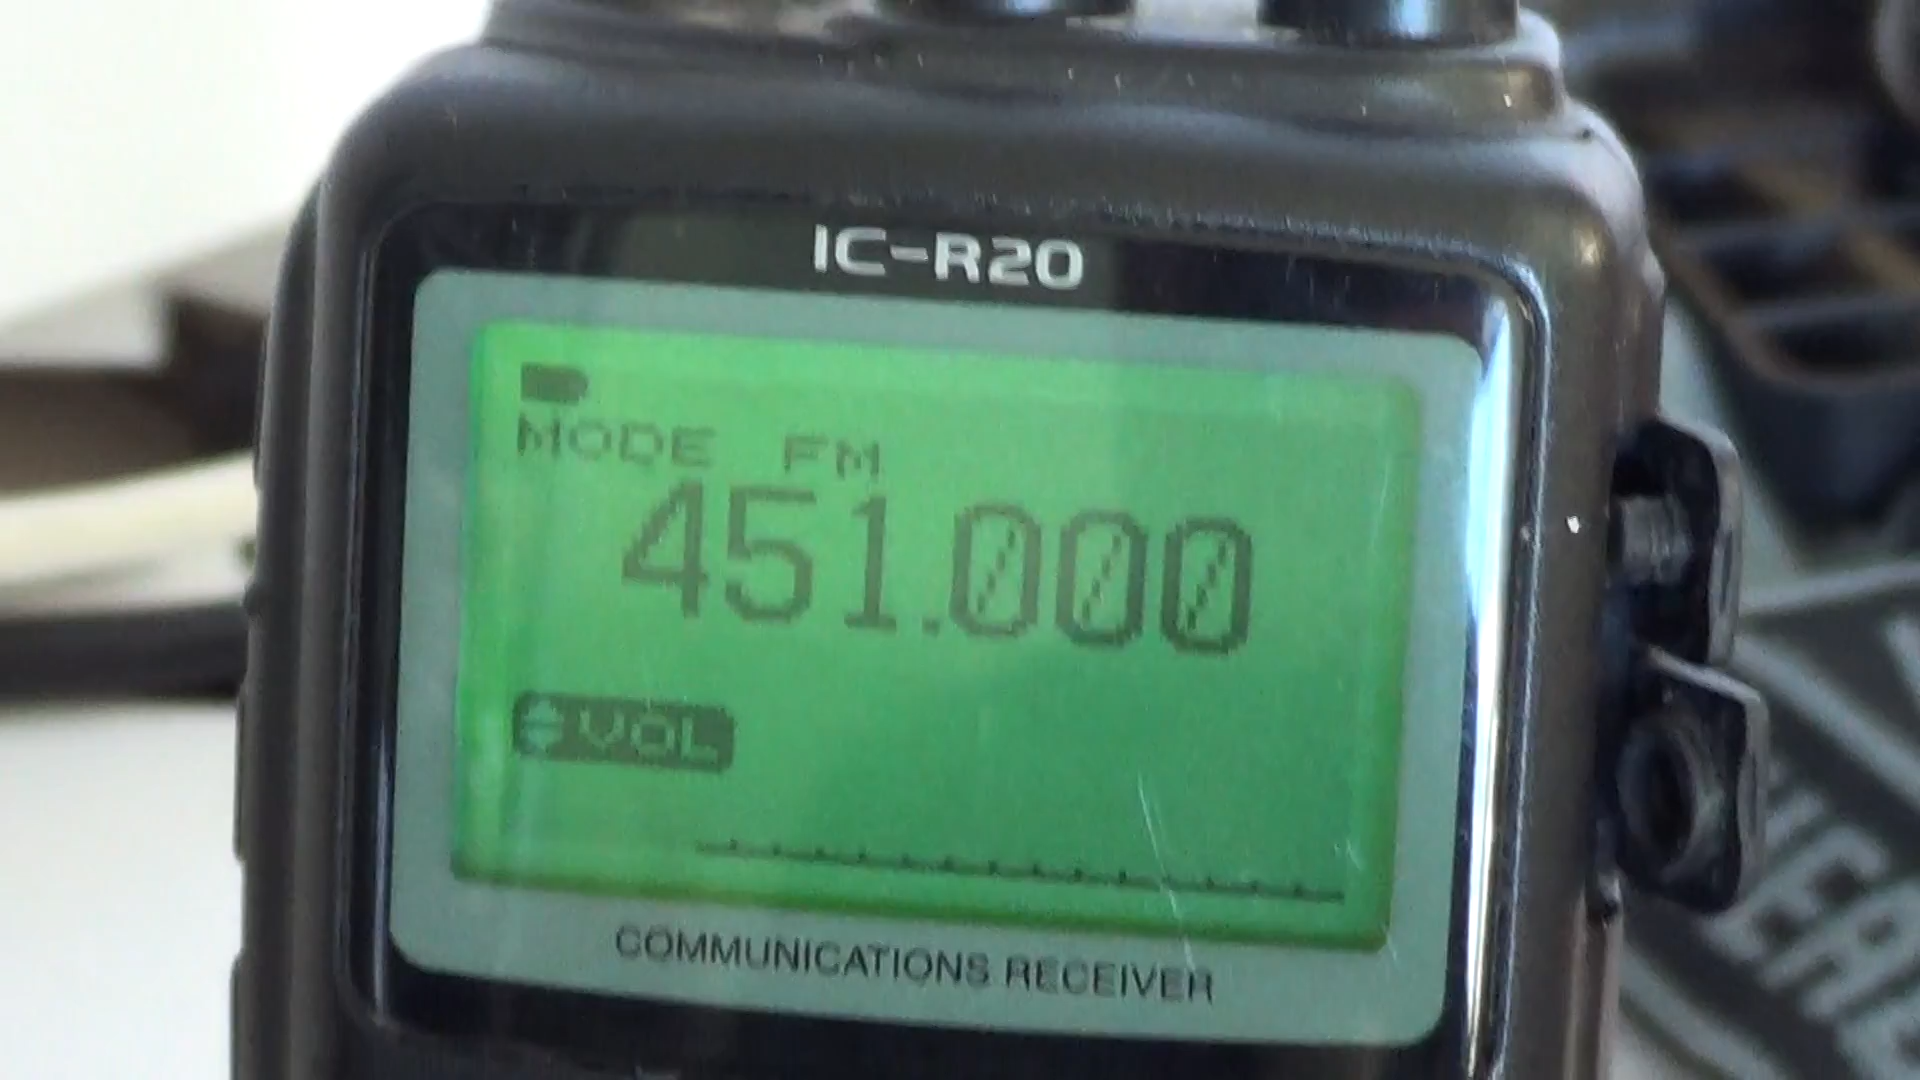 IC-R20
MODE FM
451.000
VOL
COMMUNICATIONS RECEIVER